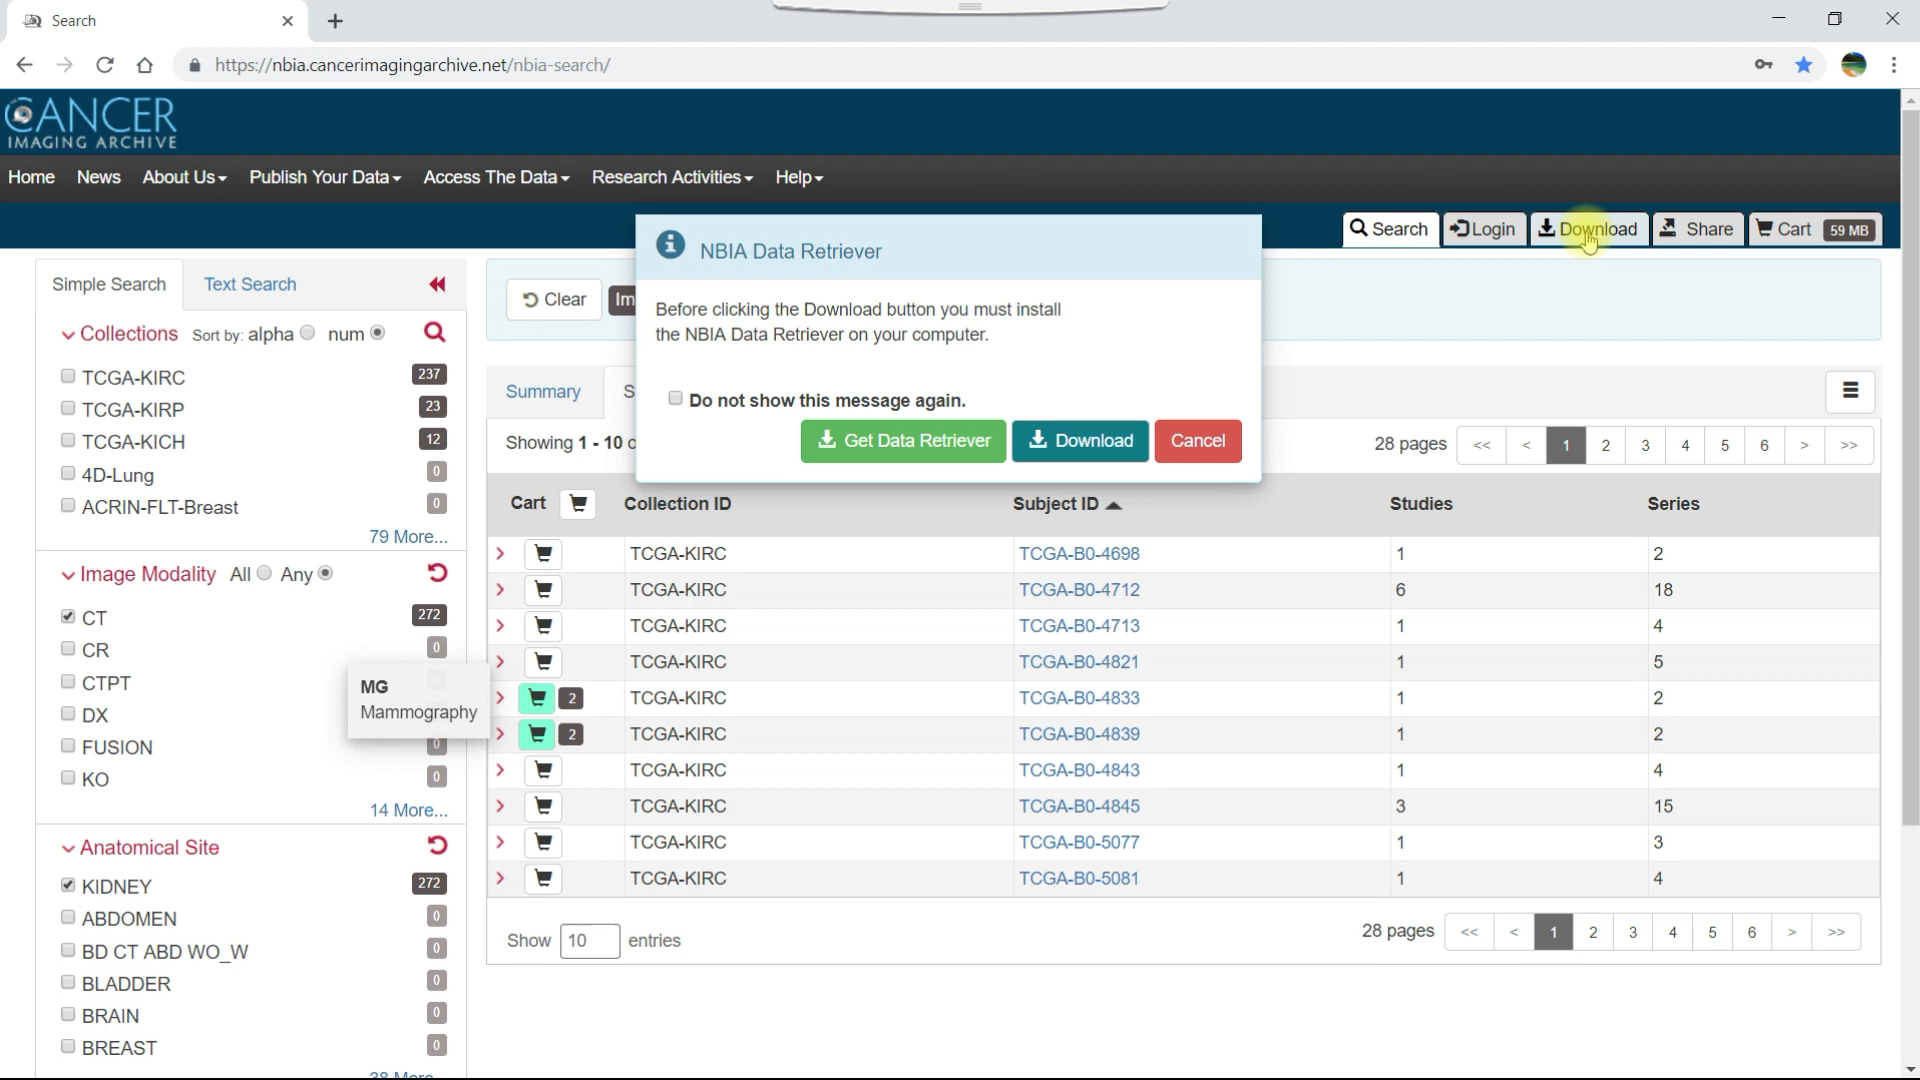 Search
https://nbia.cancerimagingarchive.net/nbia-search/
CANCER
IMAGING ARCHIVE
Home News About Us Publish Your Data Access The Data Research Activities Help
Search Login Download Share Cart 59 MB
NBIA Data Retriever
Before clicking the Download button you must install
the NBIA Data Retriever on your computer.
Do not show this message again.
Get Data Retriever Download Cancel
Simple Search Text Search
Clear
Collections Sort by: alpha num
TCGA-KIRC 237
TCGA-KIRP 23
TCGA-KICH 12
4D-Lung 0
ACRIN-FLT-Breast 0
79 More...
Image Modality All Any
CT 272
CR 0
CTPT
DX
FUSION 0
KO 0
14 More...
MG
Mammography
Anatomical Site
KIDNEY 272
ABDOMEN 0
BD CT ABD WO_W 0
BLADDER 0
BRAIN 0
BREAST 0
38 More...
Summary
Showing 1 - 10
28 pages << < 1 2 3 4 5 6 > >>
Cart Collection ID Subject ID Studies Series
TCGA-KIRC TCGA-B0-4698 1 2
TCGA-KIRC TCGA-B0-4712 6 18
TCGA-KIRC TCGA-B0-4713 1 4
TCGA-KIRC TCGA-B0-4821 1 5
2 TCGA-KIRC TCGA-B0-4833 1 2
2 TCGA-KIRC TCGA-B0-4839 1 2
TCGA-KIRC TCGA-B0-4843 1 4
TCGA-KIRC TCGA-B0-4845 3 15
TCGA-KIRC TCGA-B0-5077 1 3
TCGA-KIRC TCGA-B0-5081 1 4
Show 10 entries
28 pages << < 1 2 3 4 5 6 > >>